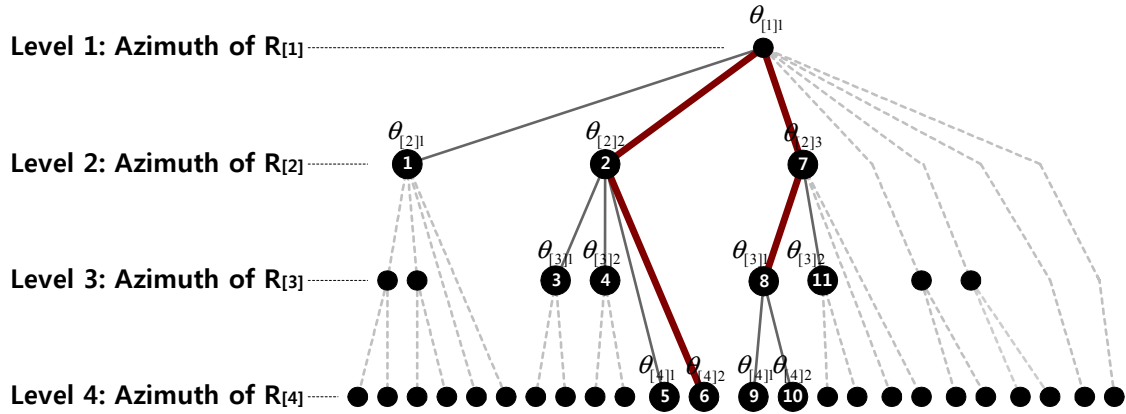 θ[1]1
Level 1: Azimuth of R[1]
θ[2]1 θ[2]2 θ[2]3
Level 2: Azimuth of R[2] 1 2 7
θ[3]1 θ[3]2 θ[3]1 θ[3]2
Level 3: Azimuth of R[3] 3 4 8 11
θ[4]1 θ[4]2 θ[4]1 θ[4]2
Level 4: Azimuth of R[4] 5 6 9 10